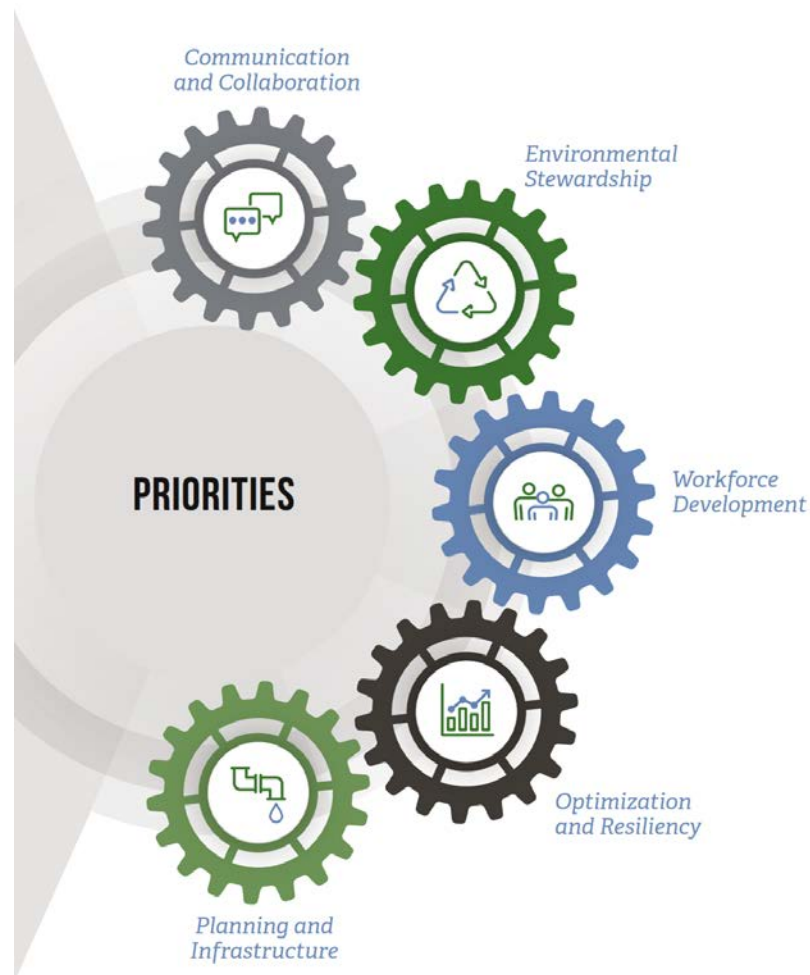 Communication
and Collaboration
Environmental
Stewardship
PRIORITIES
Workforce
Development
Optimization
and Resiliency
Planning and
Infrastructure